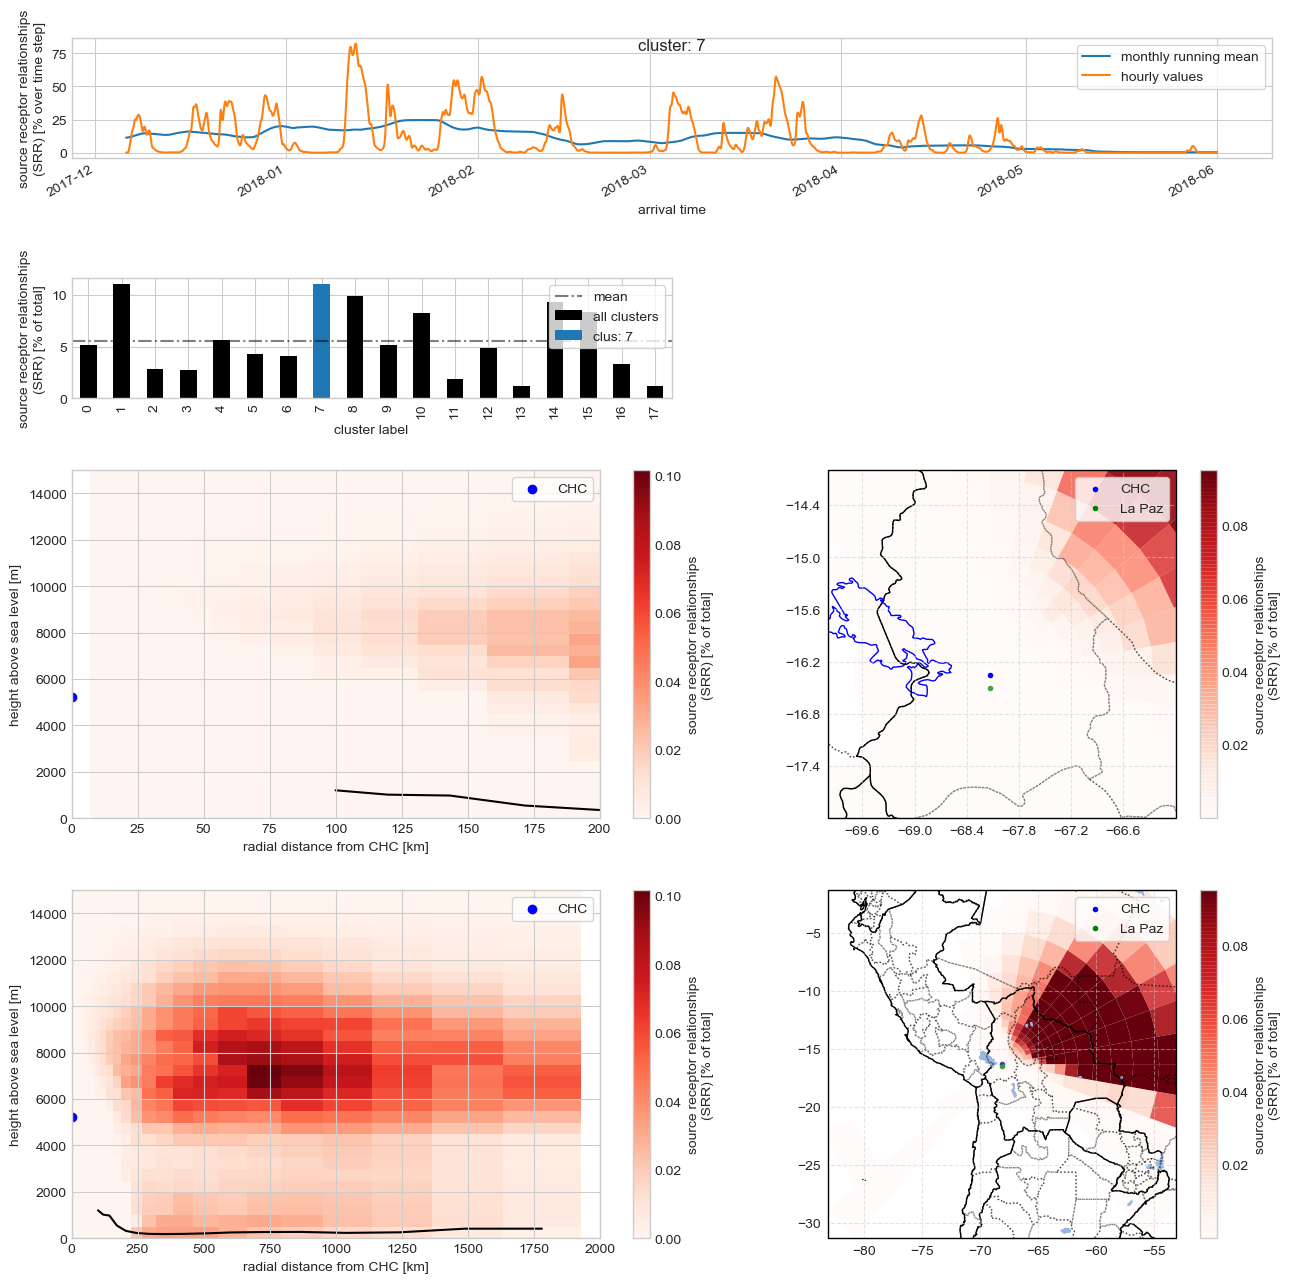 cluster: 7
source receptor relationships
(SRR) [% over time step]
75
50
25
0
monthly running mean
hourly values
2017-12
2018-01
2018-02
2018-03
2018-04
2018-05
2018-06
arrival time
source receptor relationships
(SRR) [% of total]
10
5
0
mean
all clusters
clus: 7
0 1 2 3 4 5 6 7 8 9 10 11 12 13 14 15 16 17
cluster label
height above sea level [m]
14000
12000
10000
8000
6000
4000
2000
0
CHC
0 25 50 75 100 125 150 175 200
radial distance from CHC [km]
0.10
0.08
0.06
0.04
0.02
0.00
source receptor relationships
(SRR) [% of total]
−14.4
−15.0
−15.6
−16.2
−16.8
−17.4
CHC
La Paz
−69.6 −69.0 −68.4 −67.8 −67.2 −66.6
0.08
0.06
0.04
0.02
source receptor relationships
(SRR) [% of total]
height above sea level [m]
14000
12000
10000
8000
6000
4000
2000
0
CHC
0 250 500 750 1000 1250 1500 1750 2000
radial distance from CHC [km]
0.10
0.08
0.06
0.04
0.02
0.00
source receptor relationships
(SRR) [% of total]
−5
−10
−15
−20
−25
−30
CHC
La Paz
−80 −75 −70 −65 −60 −55
0.08
0.06
0.04
0.02
source receptor relationships
(SRR) [% of total]